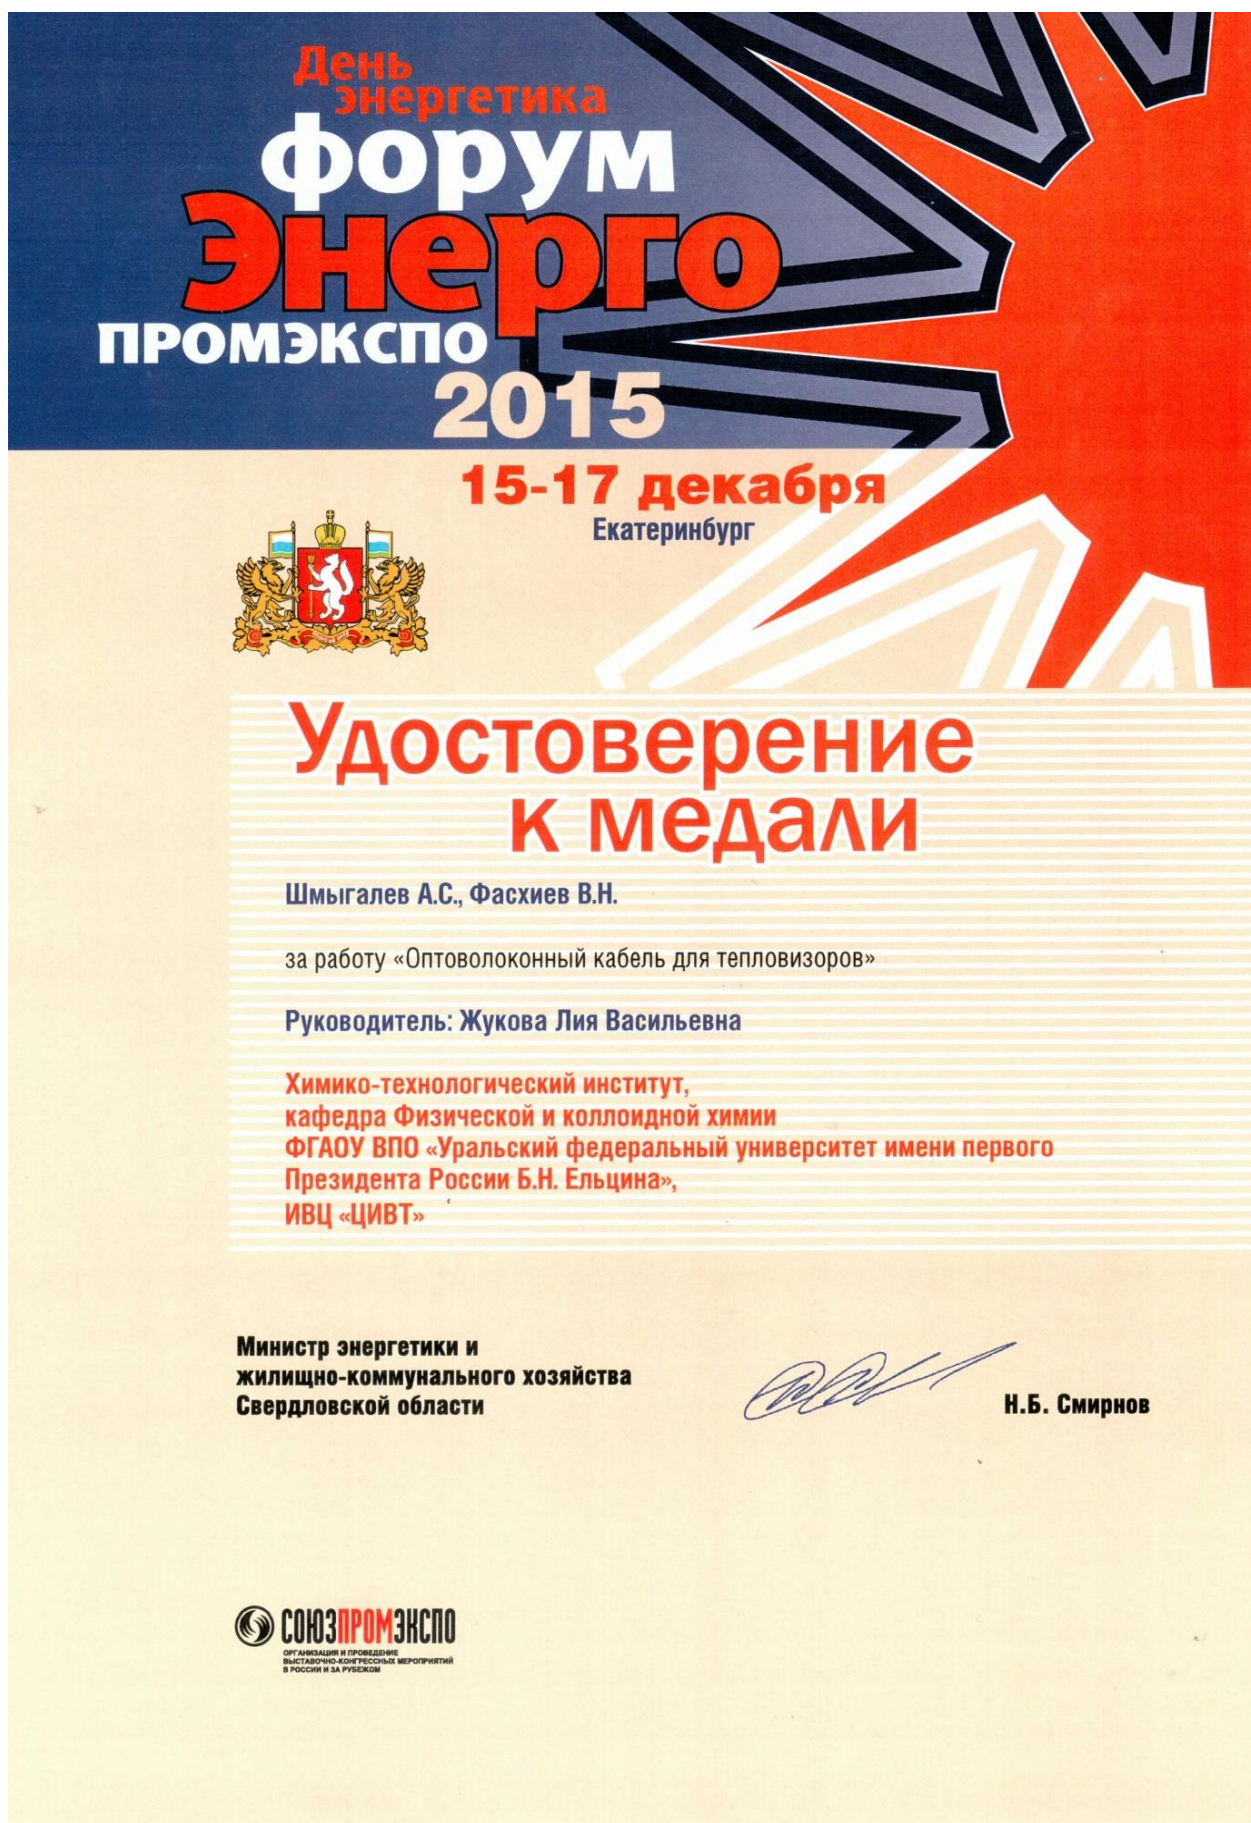 День
энергетика
форум
Энерго
ПРОМЭКСПО
2015
15-17 декабря
Екатеринбург
Удостоверение
к медали
Шмыгалев А.С., Фасхиев В.Н.
за работу «Оптоволоконный кабель для тепловизоров»
Руководитель: Жукова Лия Васильевна
Химико-технологический институт,
кафедра Физической и коллоидной химии
ФГАОУ ВПО «Уральский федеральный университет имени первого
Президента России Б.Н. Ельцина»,
ИВЦ «ЦИВТ»
Министр энергетики и
жилищно-коммунального хозяйства
Свердловской области
Н.Б. Смирнов
СОЮЗПРОМЭКСПО
ОРГАНИЗАЦИЯ И ПРОВЕДЕНИЕ
ВЫСТАВОЧНО-КОНГРЕССНЫХ МЕРОПРИЯТИЙ
В РОССИИ И ЗА РУБЕЖОМ